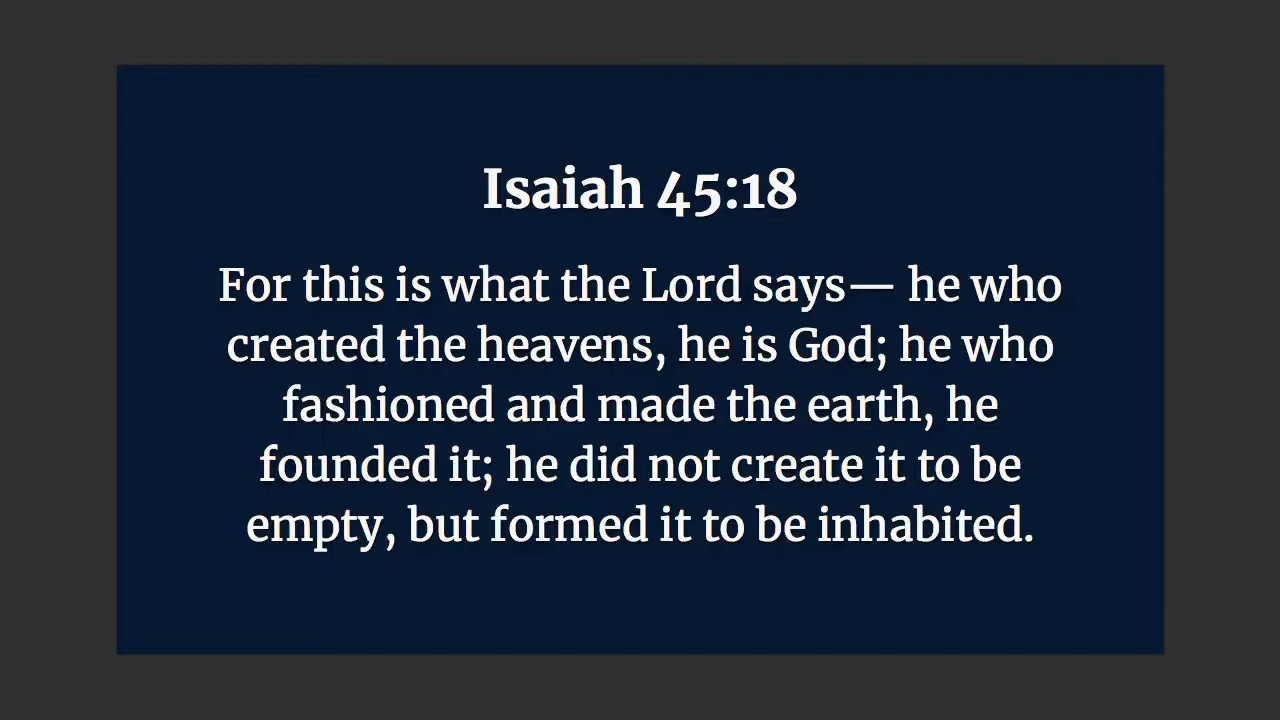 Isaiah 45:18
For this is what the Lord says— he who
created the heavens, he is God; he who
fashioned and made the earth, he
founded it; he did not create it to be
empty, but formed it to be inhabited.